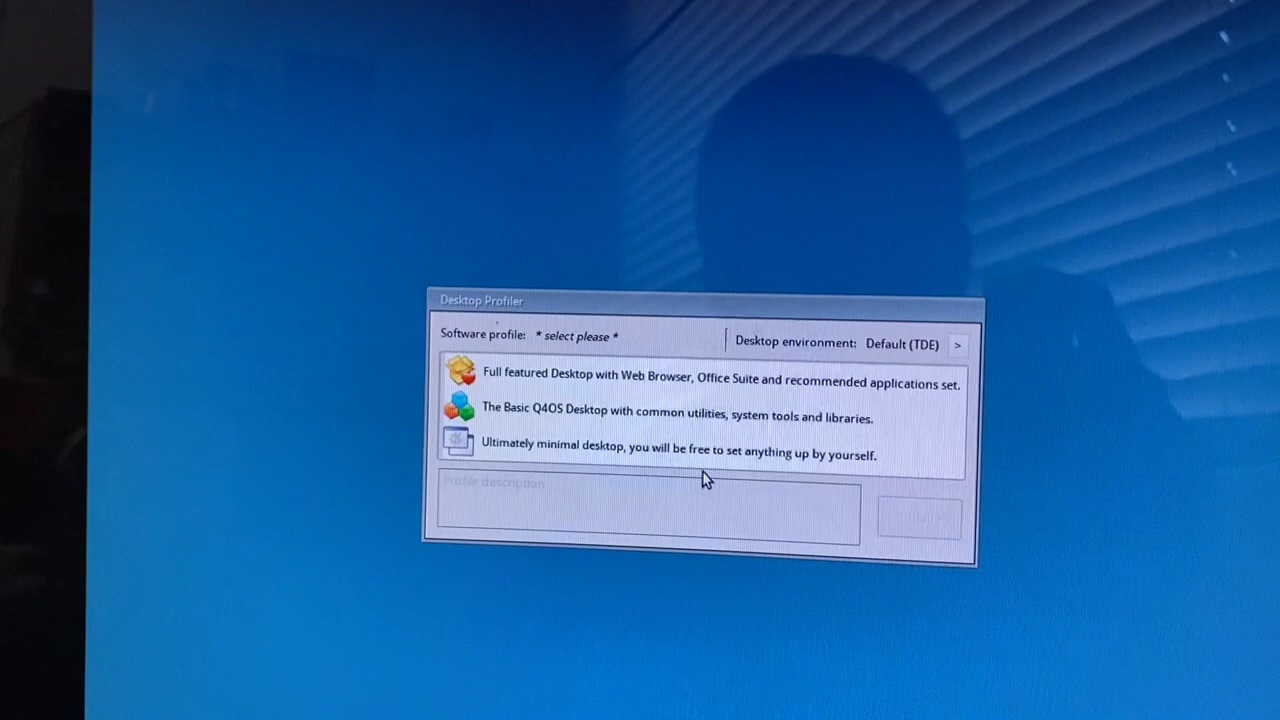 Desktop Profiler
Software profile: * select please * Desktop environment: Default (TDE) >
Full featured Desktop with Web Browser, Office Suite and recommended applications set.
The Basic Q4OS Desktop with common utilities, system tools and libraries.
Ultimately minimal desktop, you will be free to set anything up by yourself.
Profile description